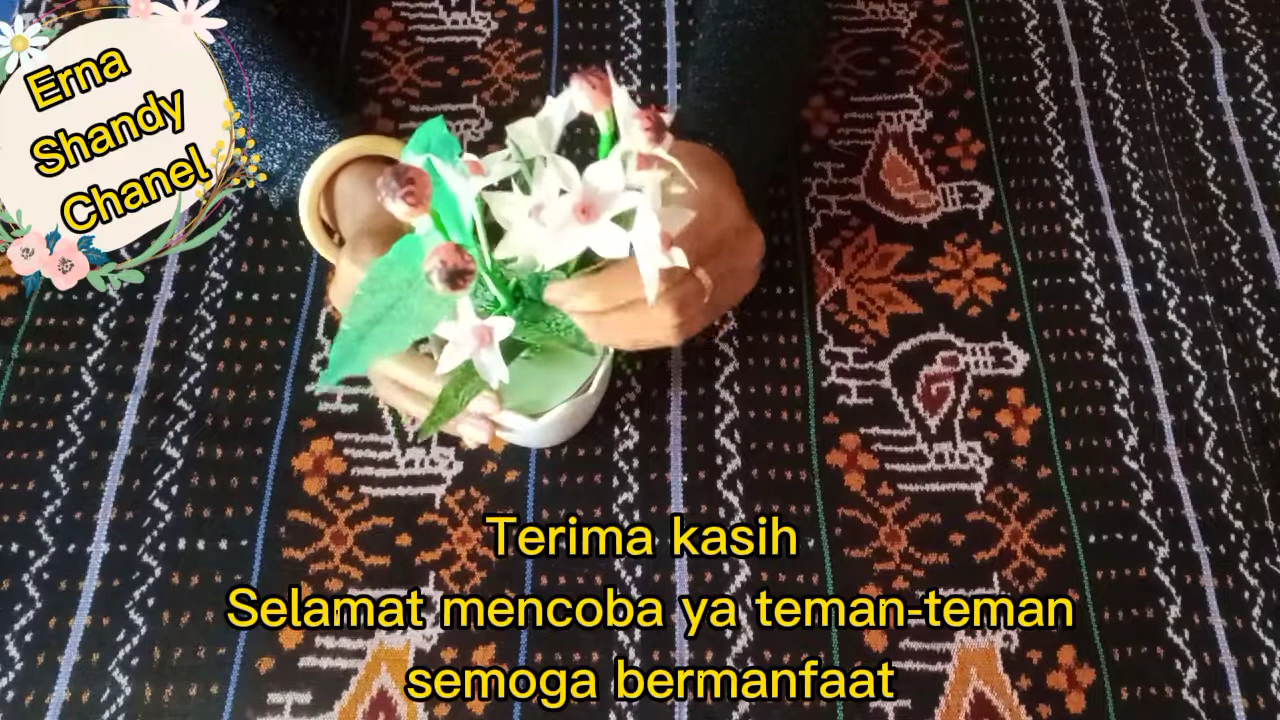 Erna
Shandy
Chanel
Terima kasih
Selamat mencoba ya teman-teman
semoga bermanfaat